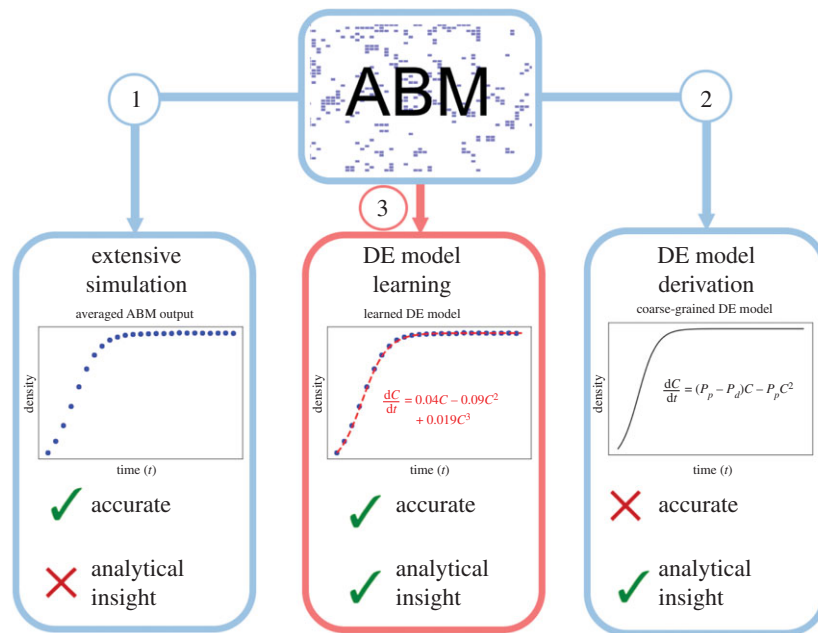 ABM
1
2
3
extensive
simulation
averaged ABM output
density
time (t)
✓ accurate
✗ analytical
insight
DE model
learning
learned DE model
density
dC/dt = 0.04C – 0.09C²
+ 0.019C³
time (t)
✓ accurate
✓ analytical
insight
DE model
derivation
coarse-grained DE model
density
dC/dt = (Pₚ – P_d)C – PₚC²
time (t)
✗ accurate
✓ analytical
insight